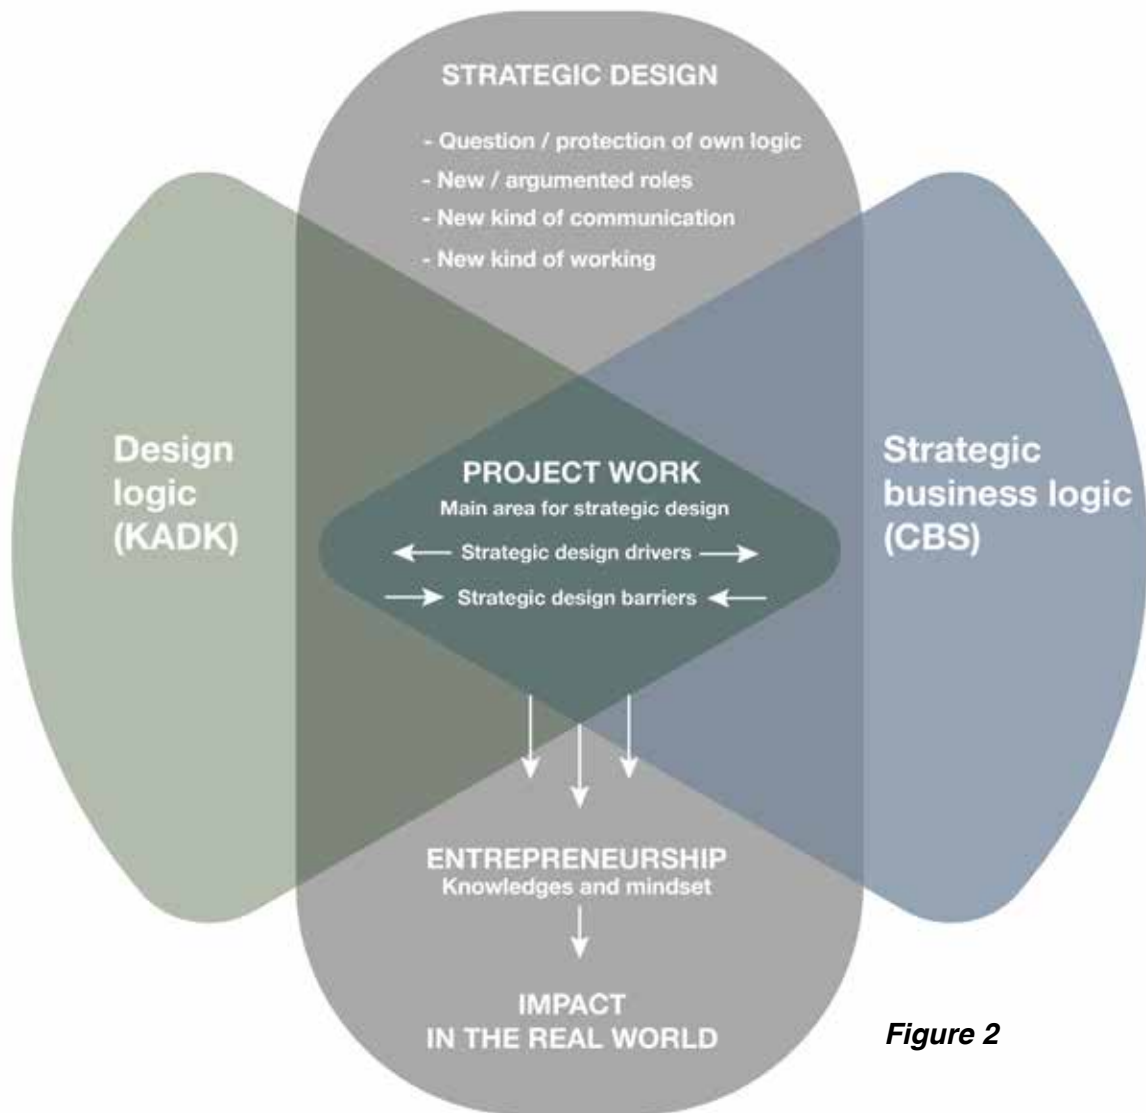 STRATEGIC DESIGN
- Question / protection of own logic
- New / argumented roles
- New kind of communication
- New kind of working
Design
logic
(KADK)
PROJECT WORK
Main area for strategic design
Strategic design drivers
Strategic design barriers
Strategic
business logic
(CBS)
ENTREPRENEURSHIP
Knowledges and mindset
IMPACT
IN THE REAL WORLD
Figure 2